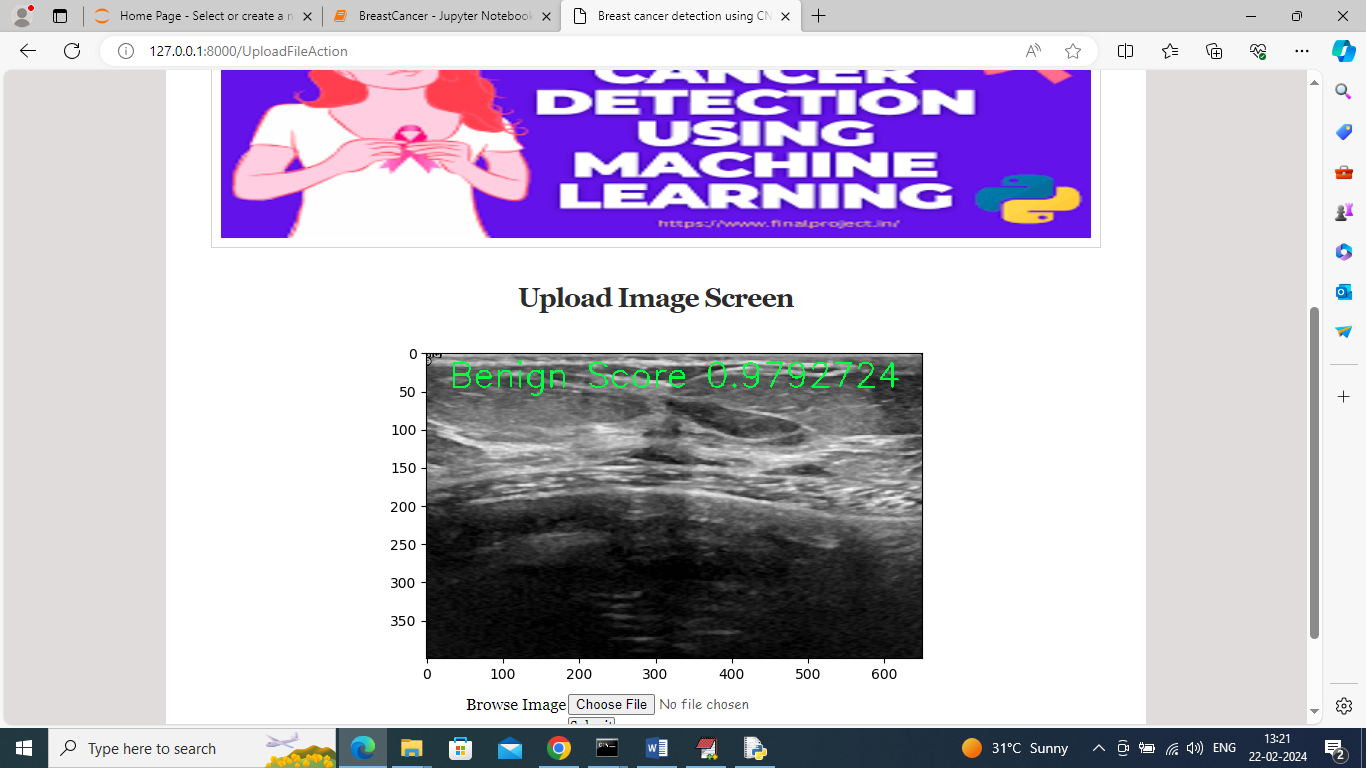 Home Page - Select or create a n
BreastCancer - Jupyter Notebook
Breast cancer detection using CN
127.0.0.1:8000/UploadFileAction
CANCER
DETECTION
USING
MACHINE
LEARNING
https://www.finalproject.in/
Upload Image Screen
Benign Score 0.9792724
0
50
100
150
200
250
300
350
0 100 200 300 400 500 600
Browse Image Choose File No file chosen
Submit
Type here to search
31°C Sunny
ENG
13:21
22-02-2024
2